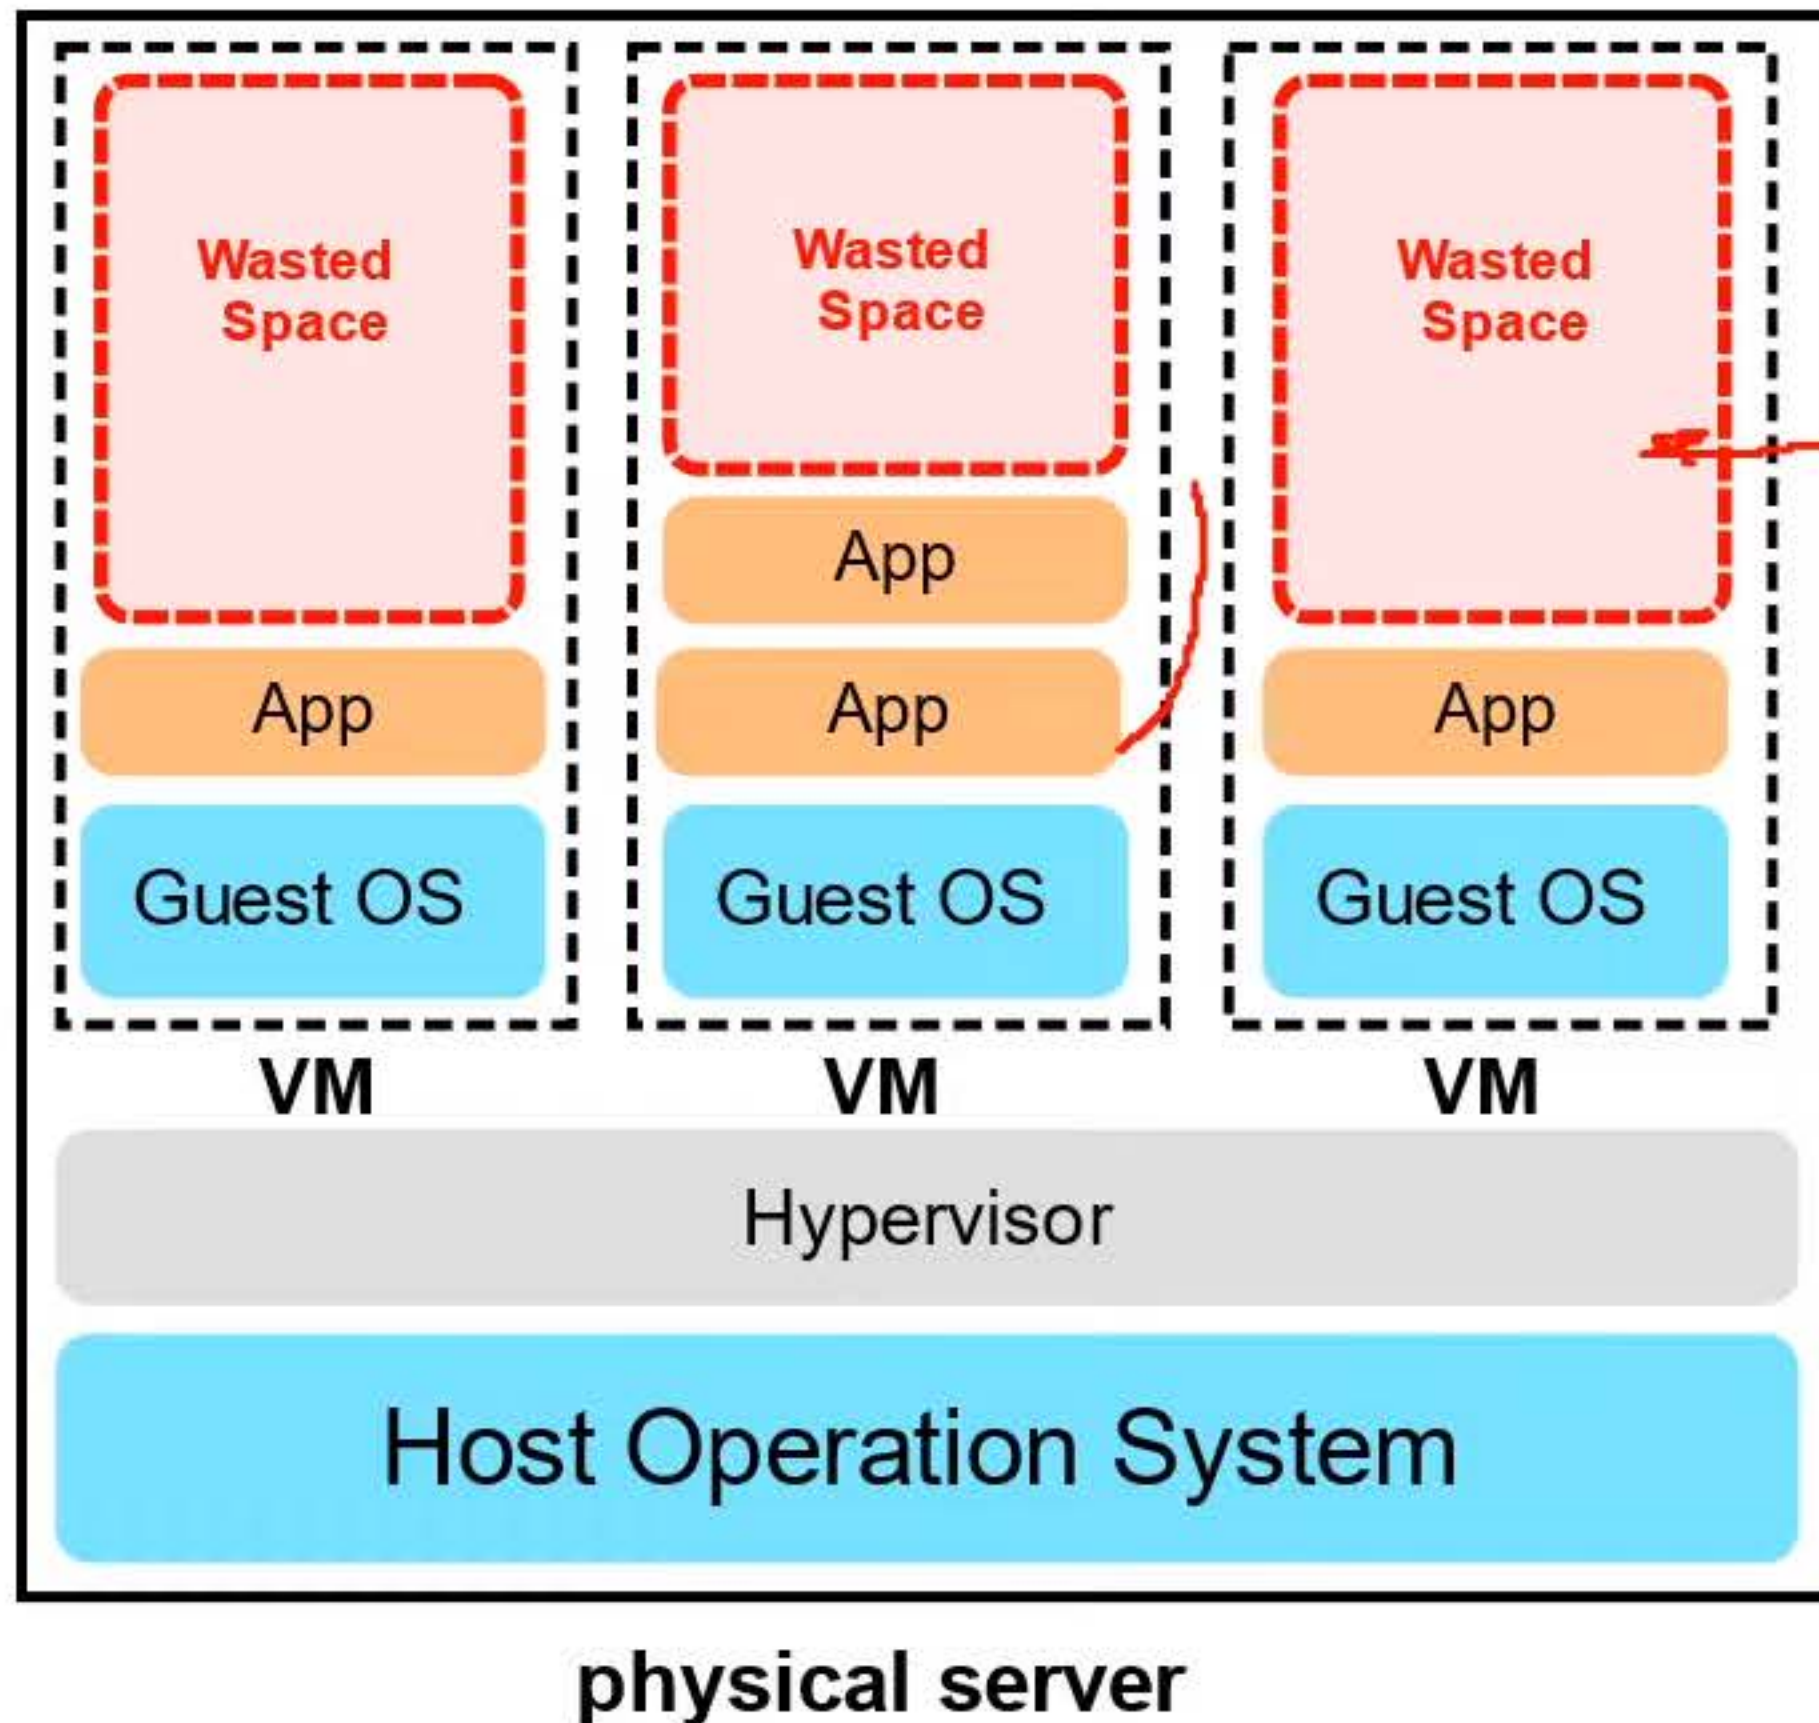 Wasted
Space
Wasted
Space
Wasted
Space
App
App
App
App
Guest OS
Guest OS
Guest OS
VM
VM
VM
Hypervisor
Host Operation System
physical server